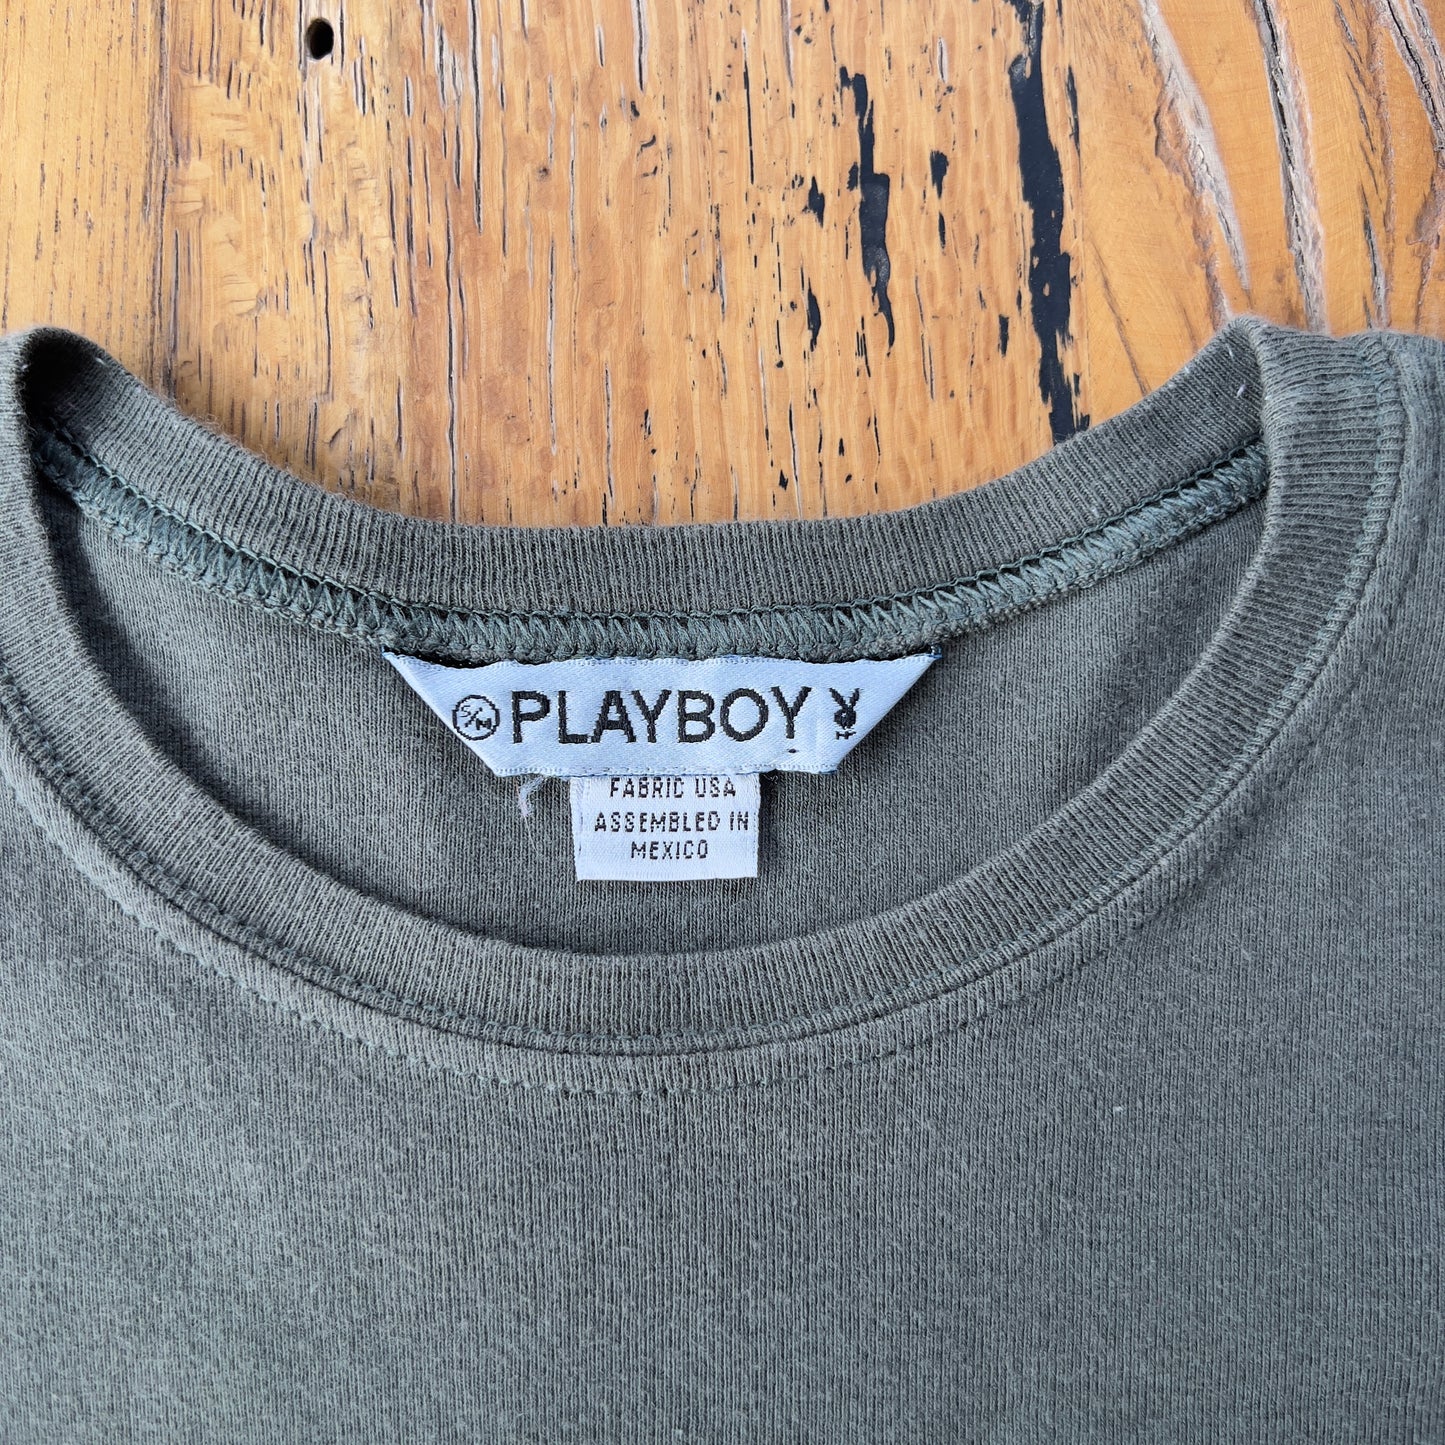 S/M PLAYBOY
FABRIC USA
ASSEMBLED IN
MEXICO